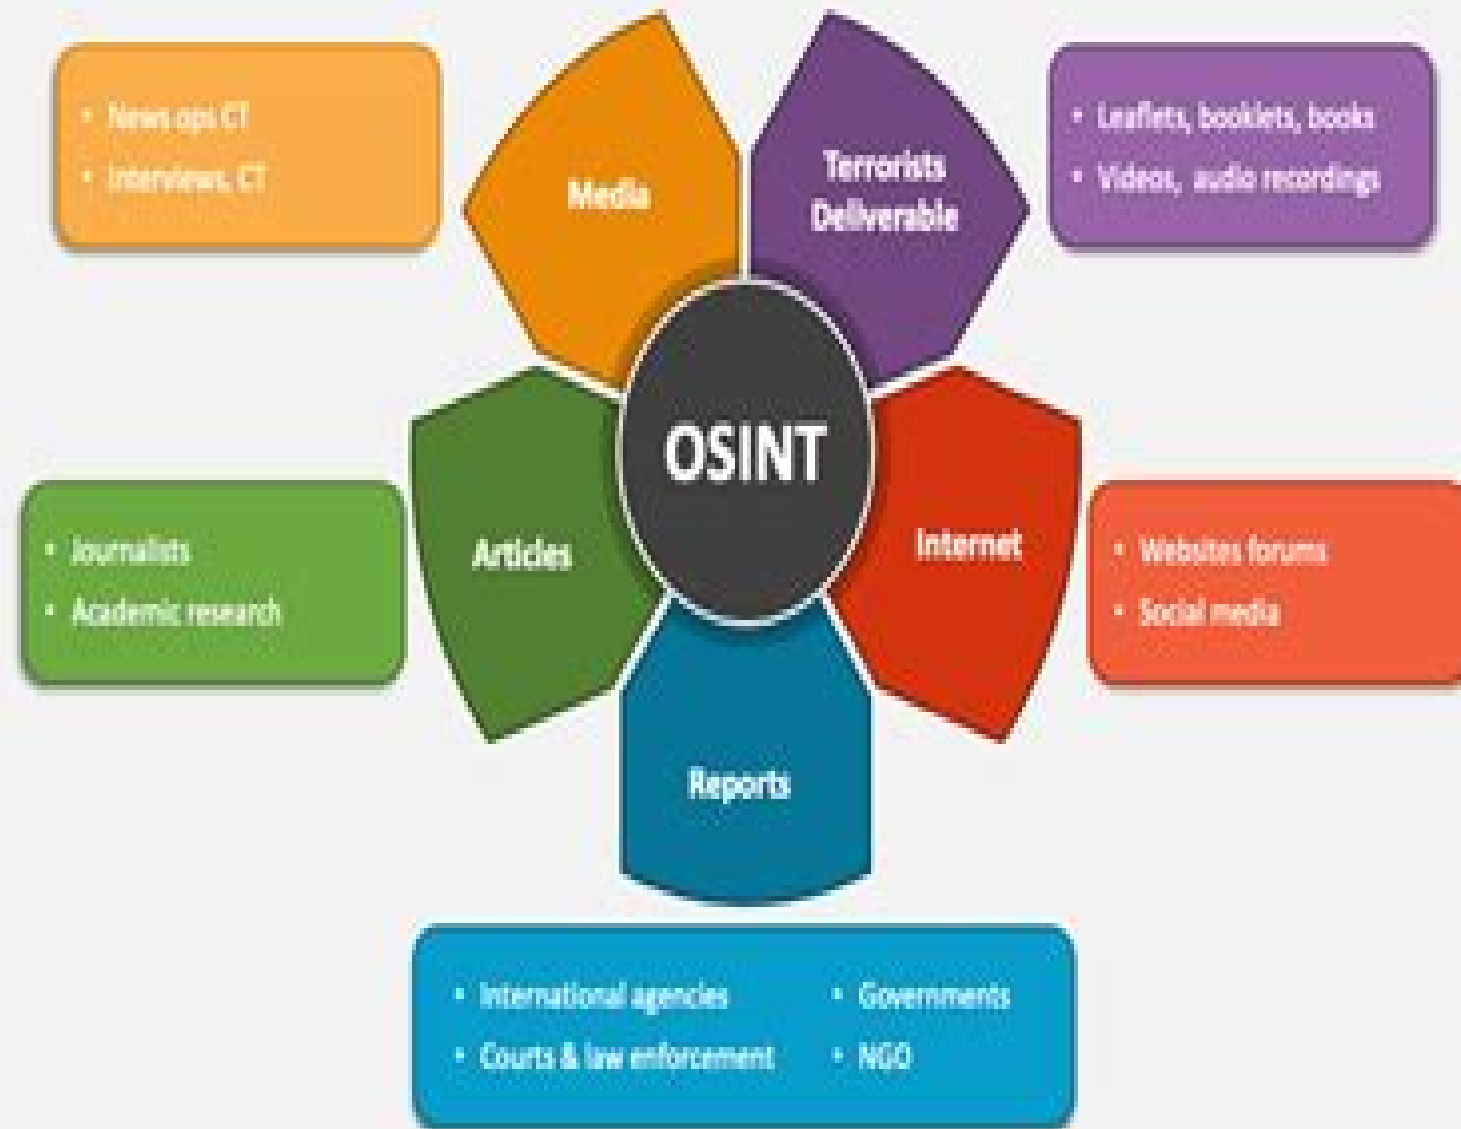 • News ops CT
• Interviews, CT
Media
Terrorists
Deliverable
• Leaflets, booklets, books
• Videos, audio recordings
OSINT
• Journalists
• Academic research
Articles
Internet
• Websites forums
• Social media
Reports
• International agencies
• Courts & law enforcement
• Governments
• NGO